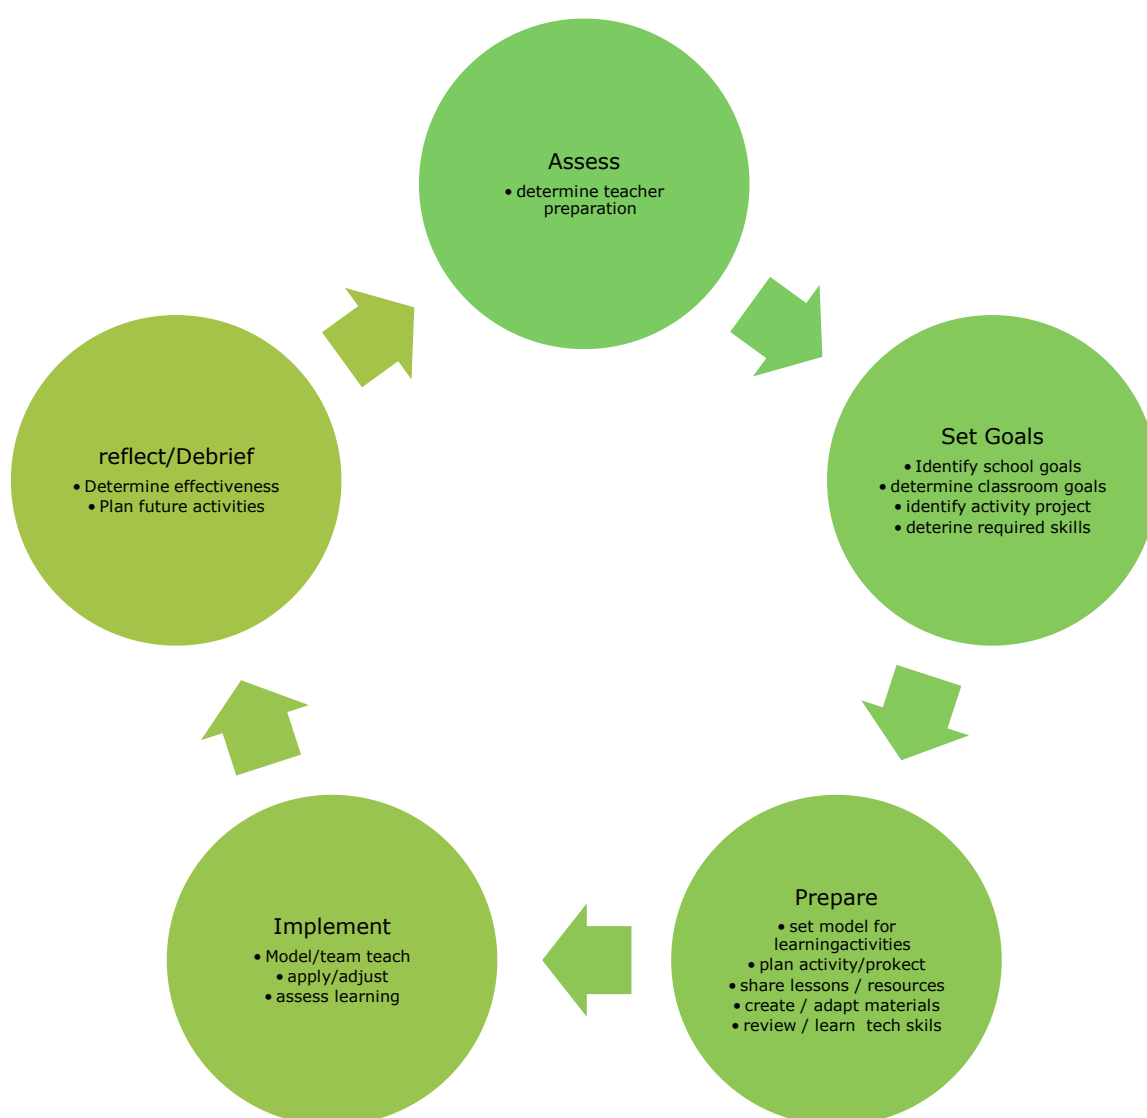 Assess
• determine teacher
preparation
Set Goals
• Identify school goals
• determine classroom goals
• identify activity project
• deterine required skills
Prepare
• set model for
learningactivities
• plan activity/prokect
• share lessons / resources
• create / adapt materials
• review / learn  tech skils
Implement
• Model/team teach
• apply/adjust
• assess learning
reflect/Debrief
• Determine effectiveness
• Plan future activities